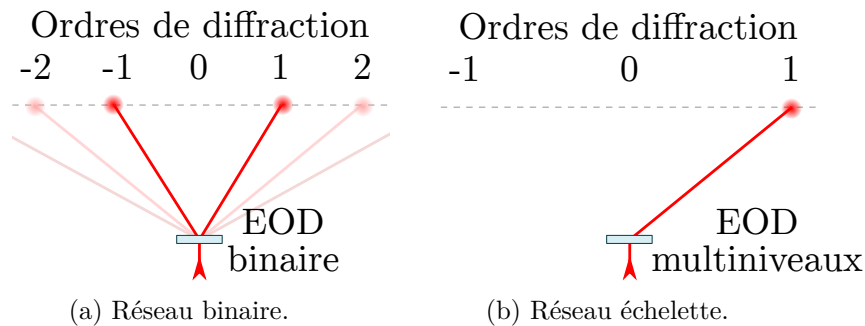 Ordres de diffraction
-2 -1 0 1 2
EOD
binaire
(a) Réseau binaire.
Ordres de diffraction
-1 0 1
EOD
multiniveaux
(b) Réseau échelette.